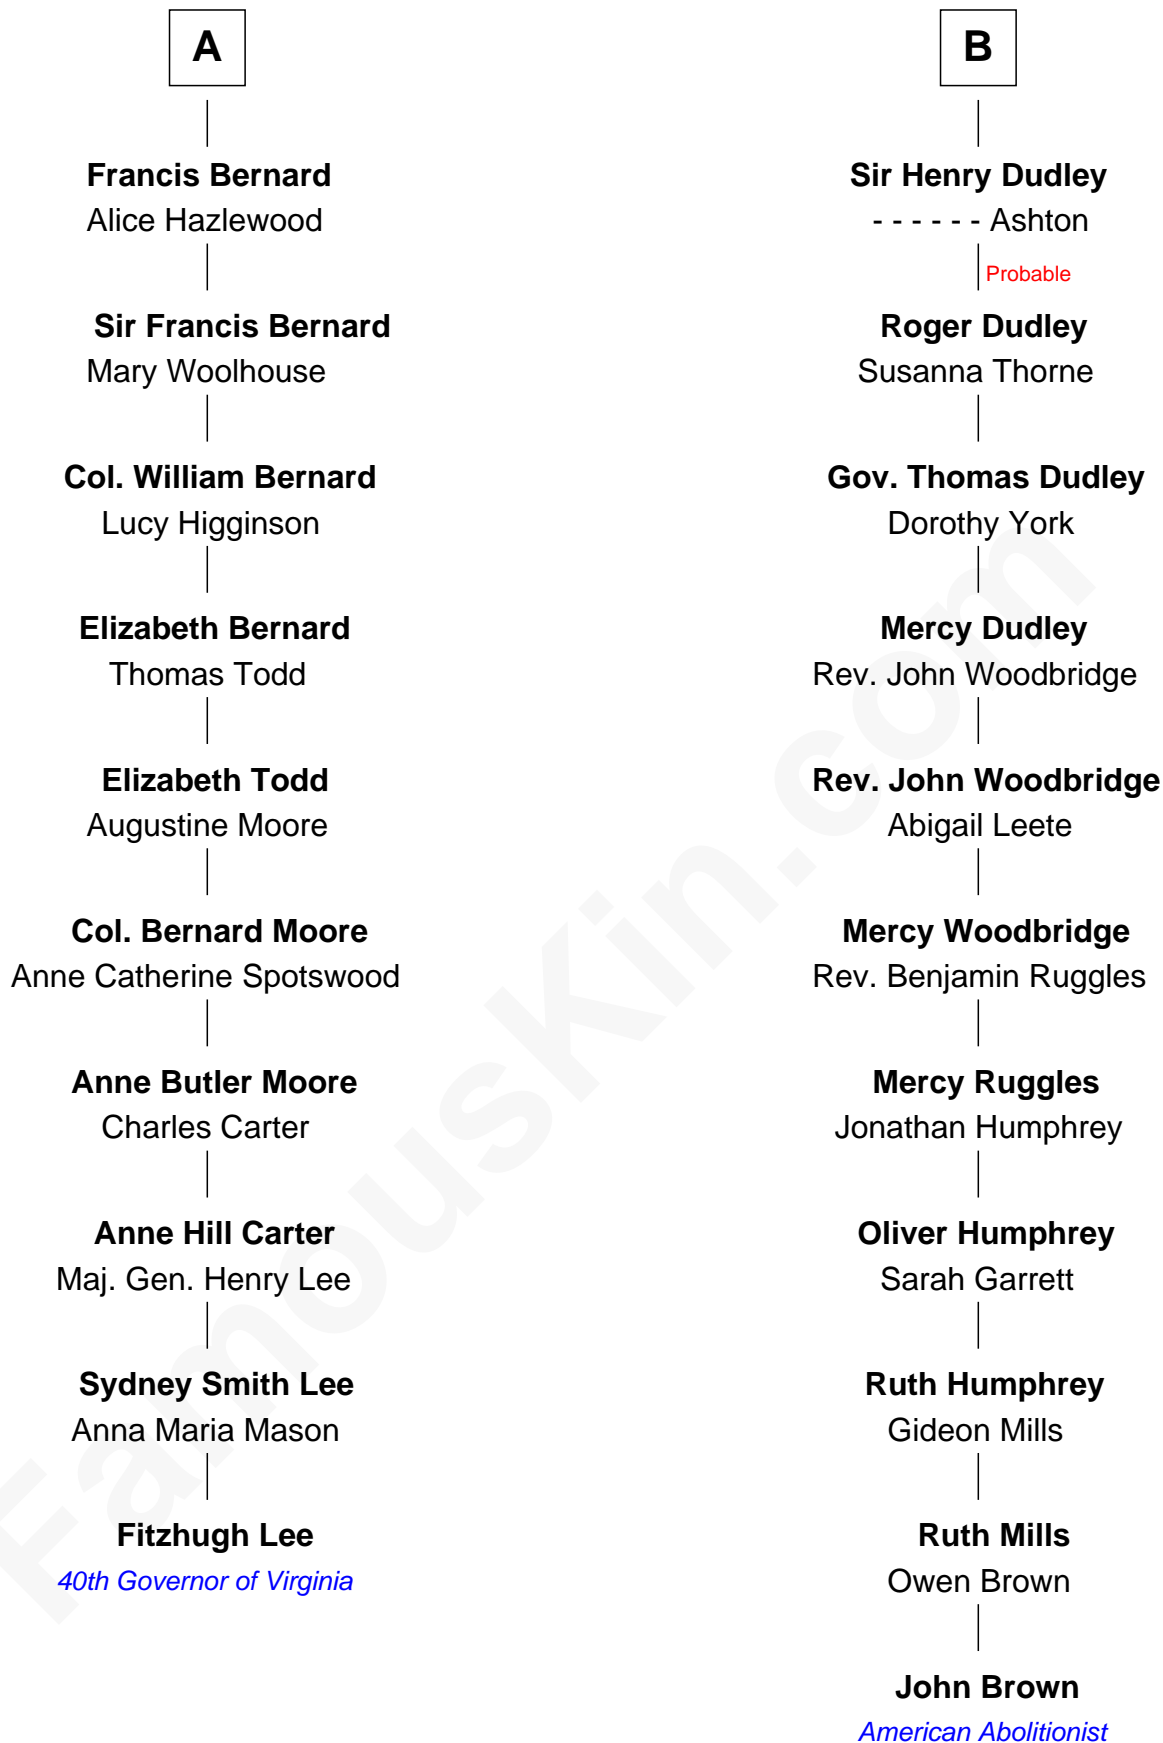 A
Francis Bernard
Alice Hazlewood
Sir Francis Bernard
Mary Woolhouse
Col. William Bernard
Lucy Higginson
Elizabeth Bernard
Thomas Todd
Elizabeth Todd
Augustine Moore
Col. Bernard Moore
Anne Catherine Spotswood
Anne Butler Moore
Charles Carter
Anne Hill Carter
Maj. Gen. Henry Lee
Sydney Smith Lee
Anna Maria Mason
Fitzhugh Lee
40th Governor of Virginia
B
Sir Henry Dudley
- - - - - - Ashton
Probable
Roger Dudley
Susanna Thorne
Gov. Thomas Dudley
Dorothy York
Mercy Dudley
Rev. John Woodbridge
Rev. John Woodbridge
Abigail Leete
Mercy Woodbridge
Rev. Benjamin Ruggles
Mercy Ruggles
Jonathan Humphrey
Oliver Humphrey
Sarah Garrett
Ruth Humphrey
Gideon Mills
Ruth Mills
Owen Brown
John Brown
American Abolitionist
FamousKin.com